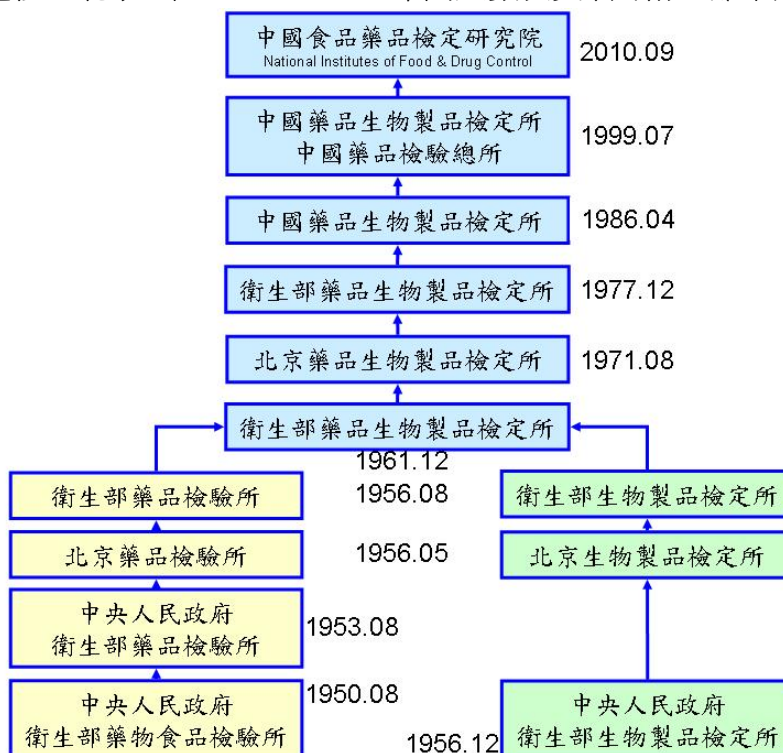 中國食品藥品檢定研究院
National Institutes of Food & Drug Control
2010.09
中國藥品生物製品檢定所
中國藥品檢驗總所
1999.07
中國藥品生物製品檢定所
1986.04
衛生部藥品生物製品檢定所
1977.12
北京藥品生物製品檢定所
1971.08
衛生部藥品生物製品檢定所
1961.12
衛生部藥品檢驗所
1956.08
衛生部生物製品檢定所
北京藥品檢驗所
1956.05
北京生物製品檢定所
中央人民政府
衛生部藥品檢驗所
1953.08
中央人民政府
衛生部藥物食品檢驗所
1950.08
1956.12
中央人民政府
衛生部生物製品檢定所